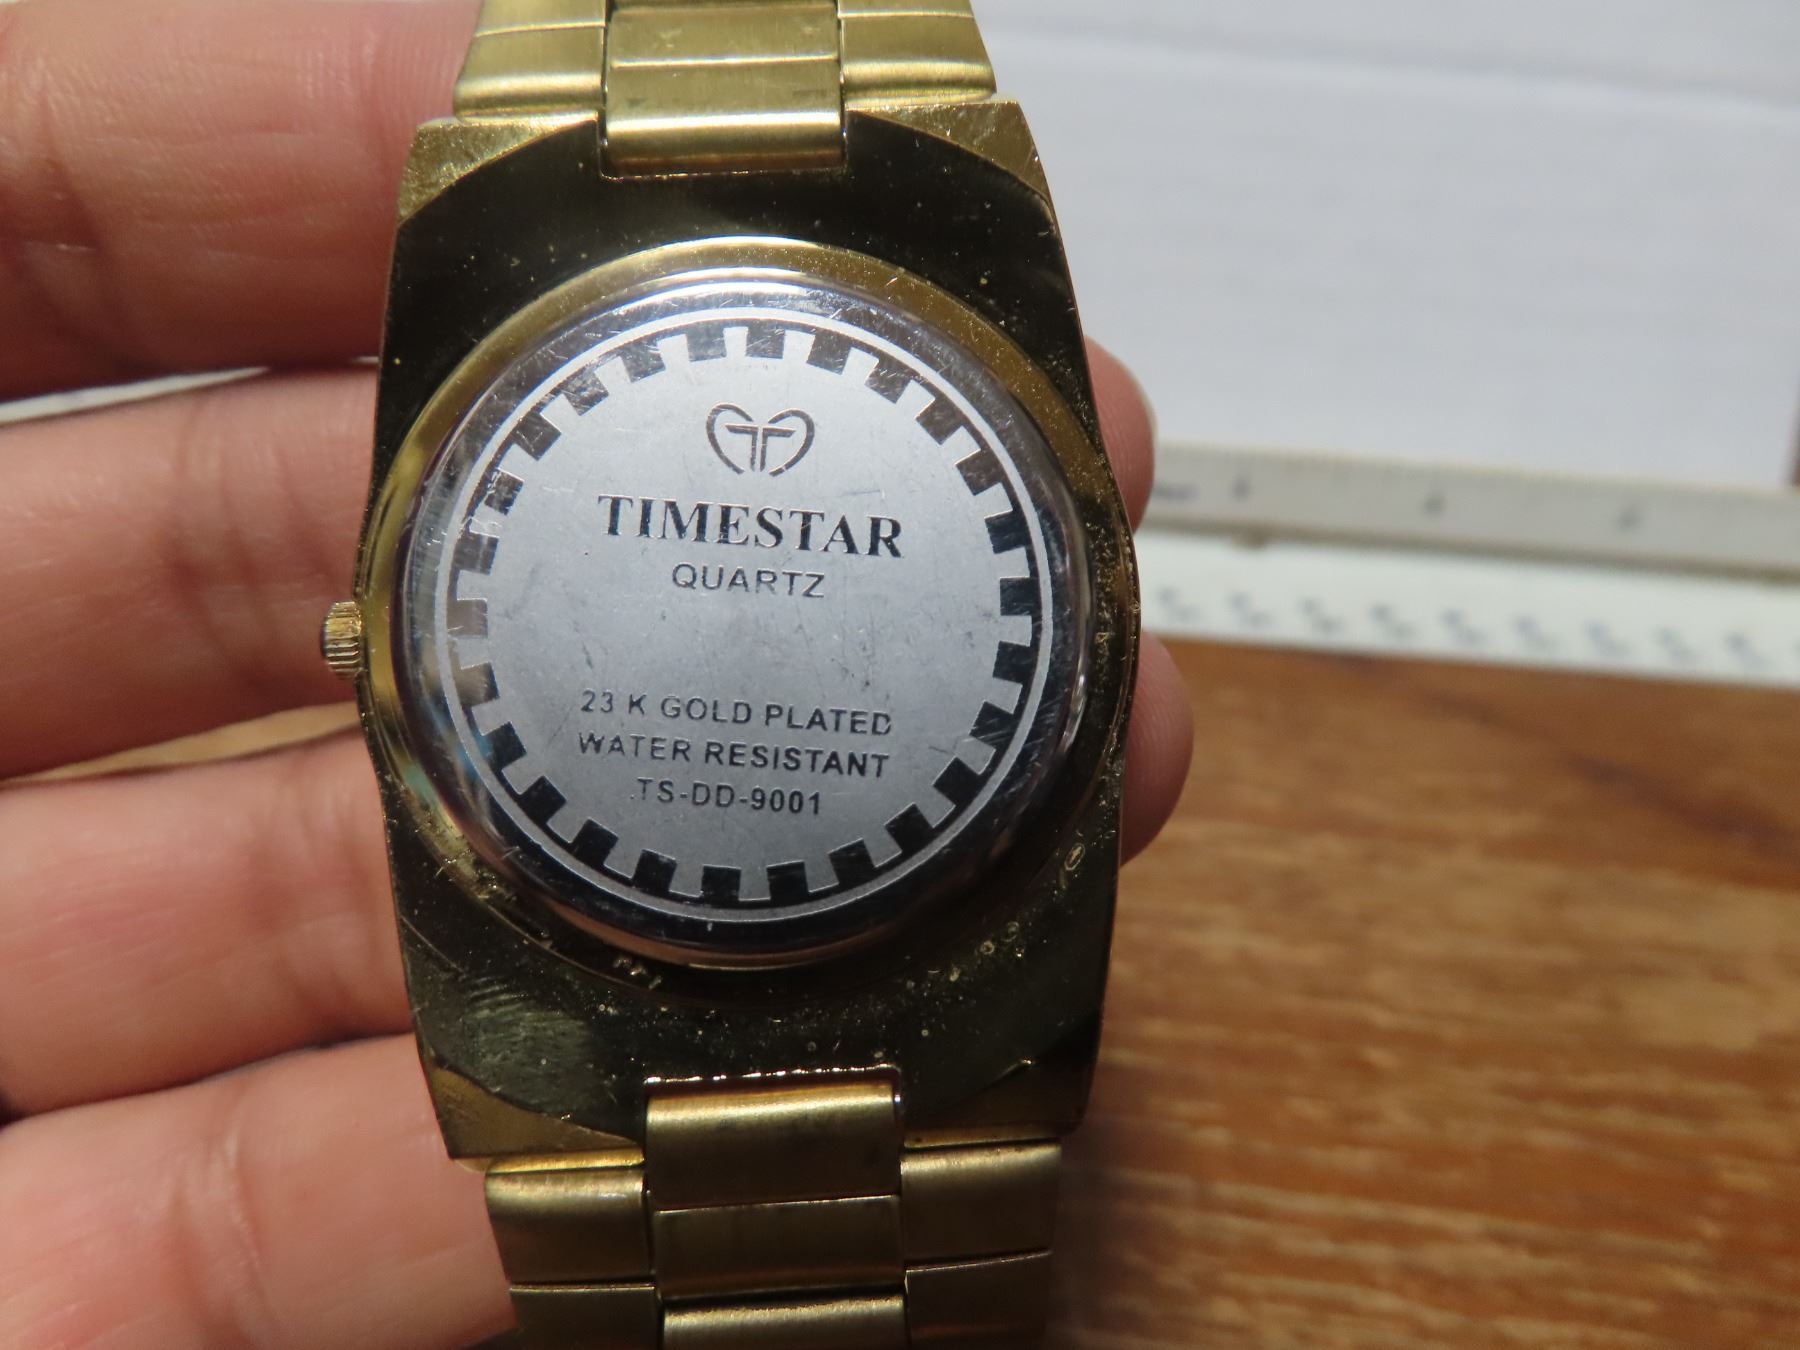 TIMESTAR
QUARTZ
23 K GOLD PLATED
WATER RESISTANT
TS-DD-9001